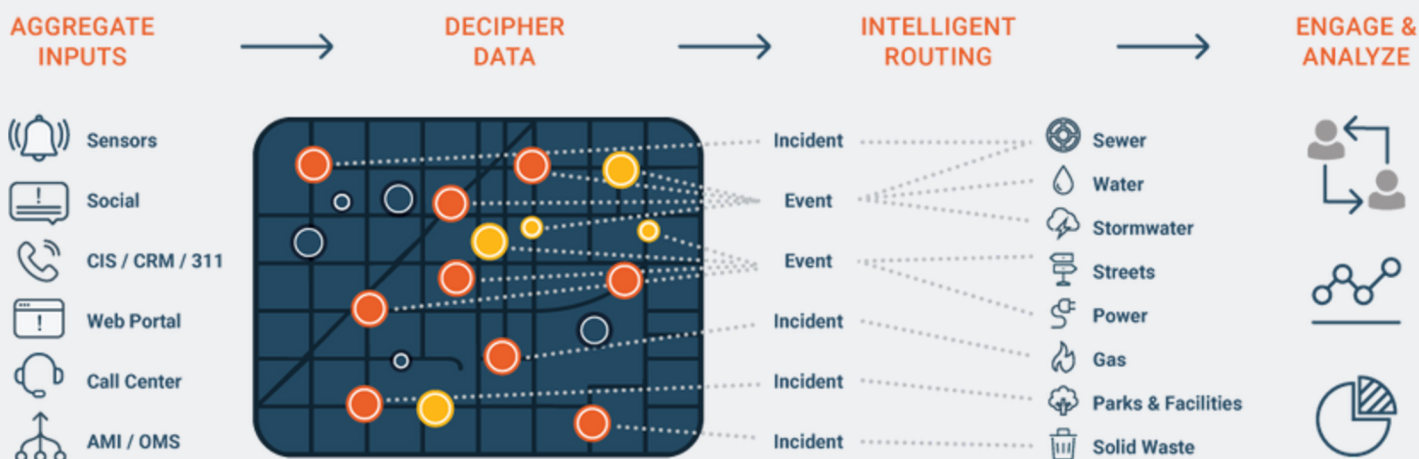 AGGREGATE
INPUTS
DECIPHER
DATA
INTELLIGENT
ROUTING
ENGAGE &
ANALYZE
Sensors
Social
CIS / CRM / 311
Web Portal
Call Center
AMI / OMS
Incident
Event
Event
Incident
Incident
Incident
Sewer
Water
Stormwater
Streets
Power
Gas
Parks & Facilities
Solid Waste